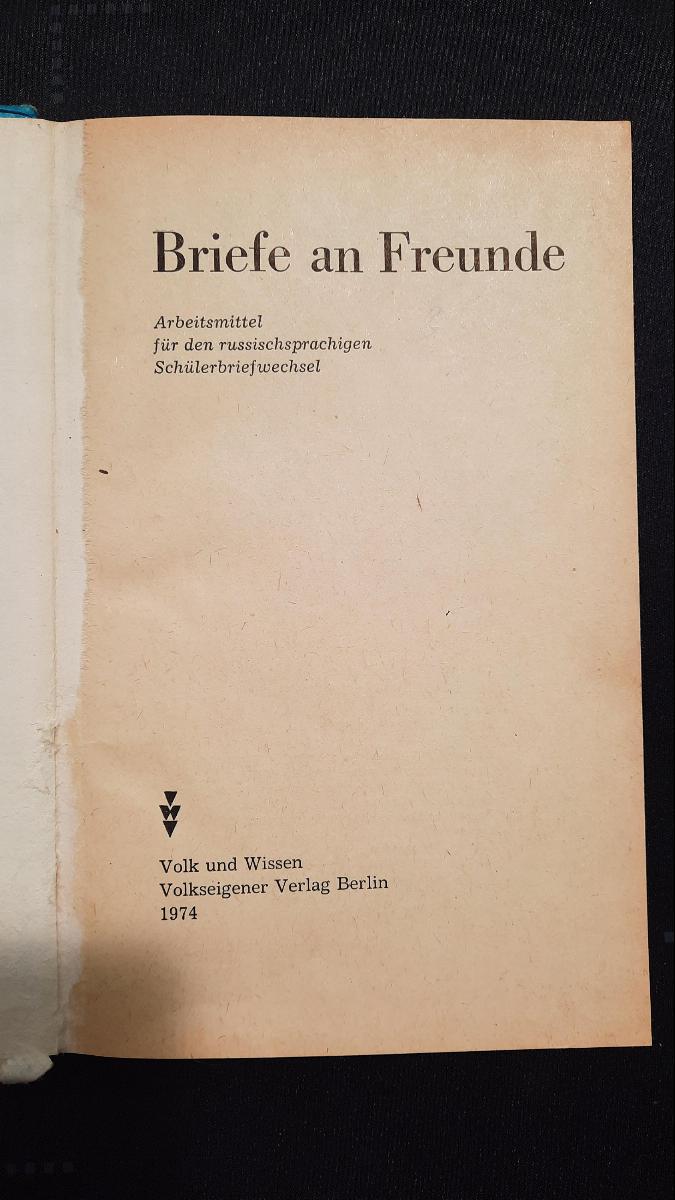 Briefe an Freunde
Arbeitsmittel
für den russischsprachigen
Schülerbriefwechsel
Volk und Wissen
Volkseigener Verlag Berlin
1974